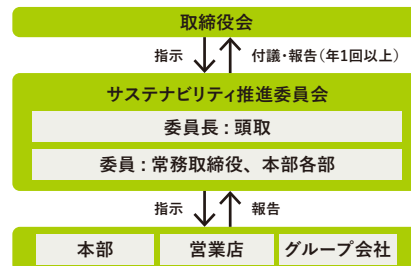 取締役会
指示 付議・報告（年1回以上）
サステナビリティ推進委員会
委員長：頭取
委員：常務取締役、本部各部
指示 報告
本部 営業店 グループ会社